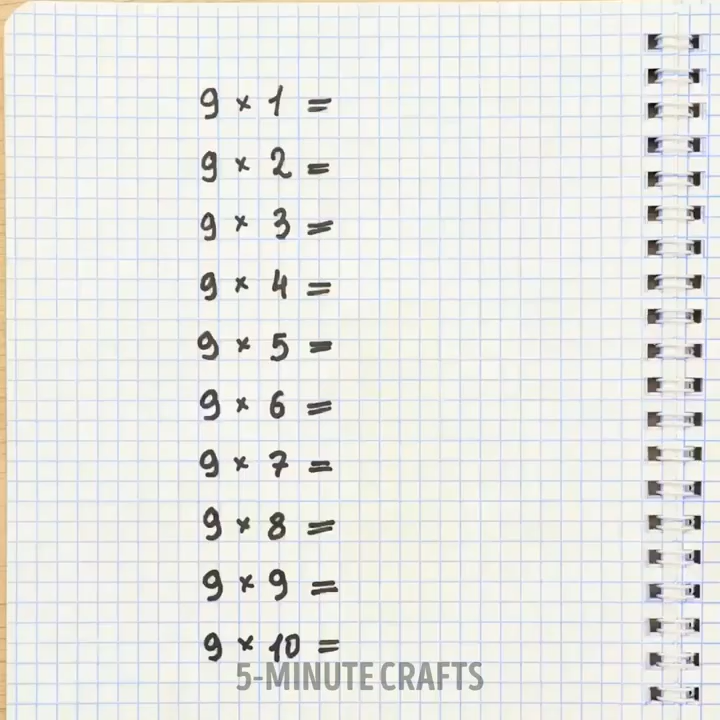 9 × 1 =
9 × 2 =
9 × 3 =
9 × 4 =
9 × 5 =
9 × 6 =
9 × 7 =
9 × 8 =
9 × 9 =
9 × 10 =
5-MINUTE CRAFTS